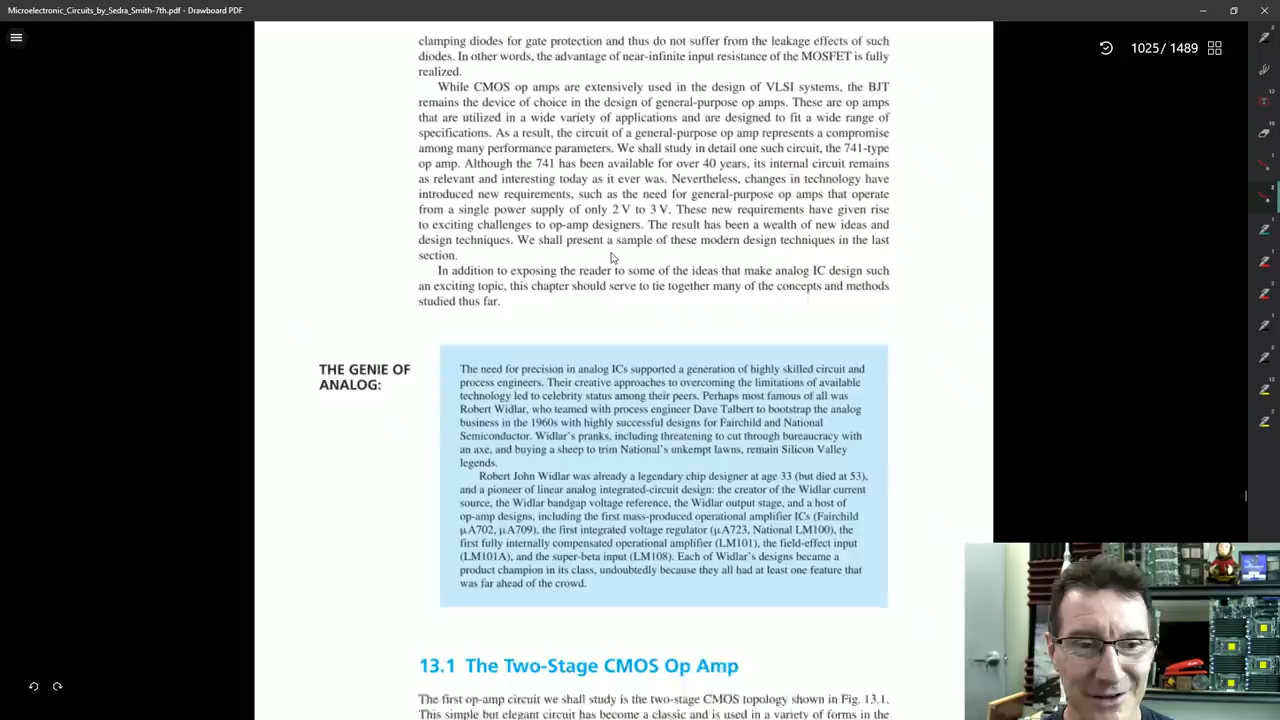 Microelectronic_Circuits_by_Sedra_Smith-7th.pdf - Drawboard PDF
1025 / 1489
clamping diodes for gate protection and thus do not suffer from the leakage effects of such
diodes. In other words, the advantage of near-infinite input resistance of the MOSFET is fully
realized.
While CMOS op amps are extensively used in the design of VLSI systems, the BJT
remains the device of choice in the design of general-purpose op amps. These are op amps
that are utilized in a wide variety of applications and are designed to fit a wide range of
specifications. As a result, the circuit of a general-purpose op amp represents a compromise
among many performance parameters. We shall study in detail one such circuit, the 741-type
op amp. Although the 741 has been available for over 40 years, its internal circuit remains
as relevant and interesting today as it ever was. Nevertheless, changes in technology have
introduced new requirements, such as the need for general-purpose op amps that operate
from a single power supply of only 2 V to 3 V. These new requirements have given rise
to exciting challenges to op-amp designers. The result has been a wealth of new ideas and
design techniques. We shall present a sample of these modern design techniques in the last
section.
In addition to exposing the reader to some of the ideas that make analog IC design such
an exciting topic, this chapter should serve to tie together many of the concepts and methods
studied thus far.
THE GENIE OF
ANALOG:
The need for precision in analog ICs supported a generation of highly skilled circuit and
process engineers. Their creative approaches to overcoming the limitations of available
technology led to celebrity status among their peers. Perhaps most famous of all was
Robert Widlar, who teamed with process engineer Dave Talbert to bootstrap the analog
business in the 1960s with highly successful designs for Fairchild and National
Semiconductor. Widlar's pranks, including threatening to cut through bureaucracy with
an axe, and buying a sheep to trim National's unkempt lawns, remain Silicon Valley
legends.
Robert John Widlar was already a legendary chip designer at age 33 (but died at 53),
and a pioneer of linear analog integrated-circuit design: the creator of the Widlar current
source, the Widlar bandgap voltage reference, the Widlar output stage, and a host of
op-amp designs, including the first mass-produced operational amplifier ICs (Fairchild
μA702, μA709), the first integrated voltage regulator (μA723, National LM100), the
first fully internally compensated operational amplifier (LM101), the field-effect input
(LM101A), and the super-beta input (LM108). Each of Widlar's designs became a
product champion in its class, undoubtedly because they all had at least one feature that
was far ahead of the crowd.
13.1 The Two-Stage CMOS Op Amp
The first op-amp circuit we shall study is the two-stage CMOS topology shown in Fig. 13.1.
This simple but elegant circuit has become a classic and is used in a variety of forms in the